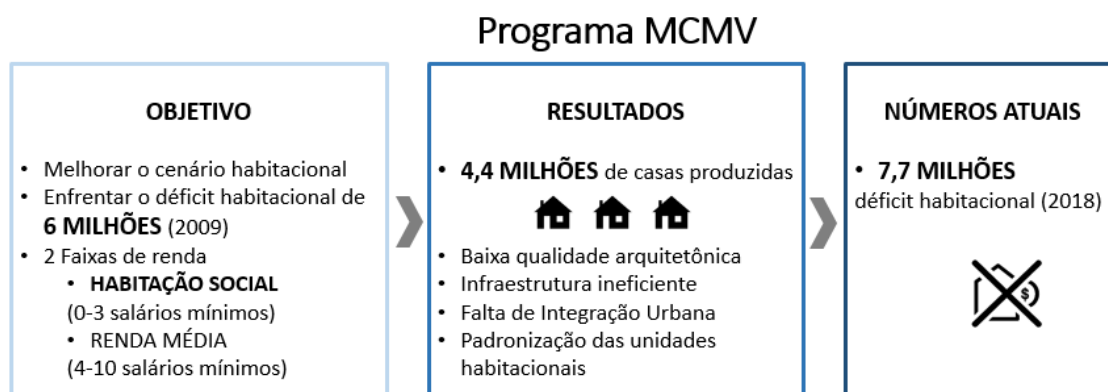 Programa MCMV
OBJETIVO
• Melhorar o cenário habitacional
• Enfrentar o déficit habitacional de
6 MILHÕES (2009)
• 2 Faixas de renda
• HABITAÇÃO SOCIAL
(0-3 salários mínimos)
• RENDA MÉDIA
(4-10 salários mínimos)
RESULTADOS
• 4,4 MILHÕES de casas produzidas
• Baixa qualidade arquitetônica
• Infraestrutura ineficiente
• Falta de Integração Urbana
• Padronização das unidades
habitacionais
NÚMEROS ATUAIS
• 7,7 MILHÕES
déficit habitacional (2018)
$